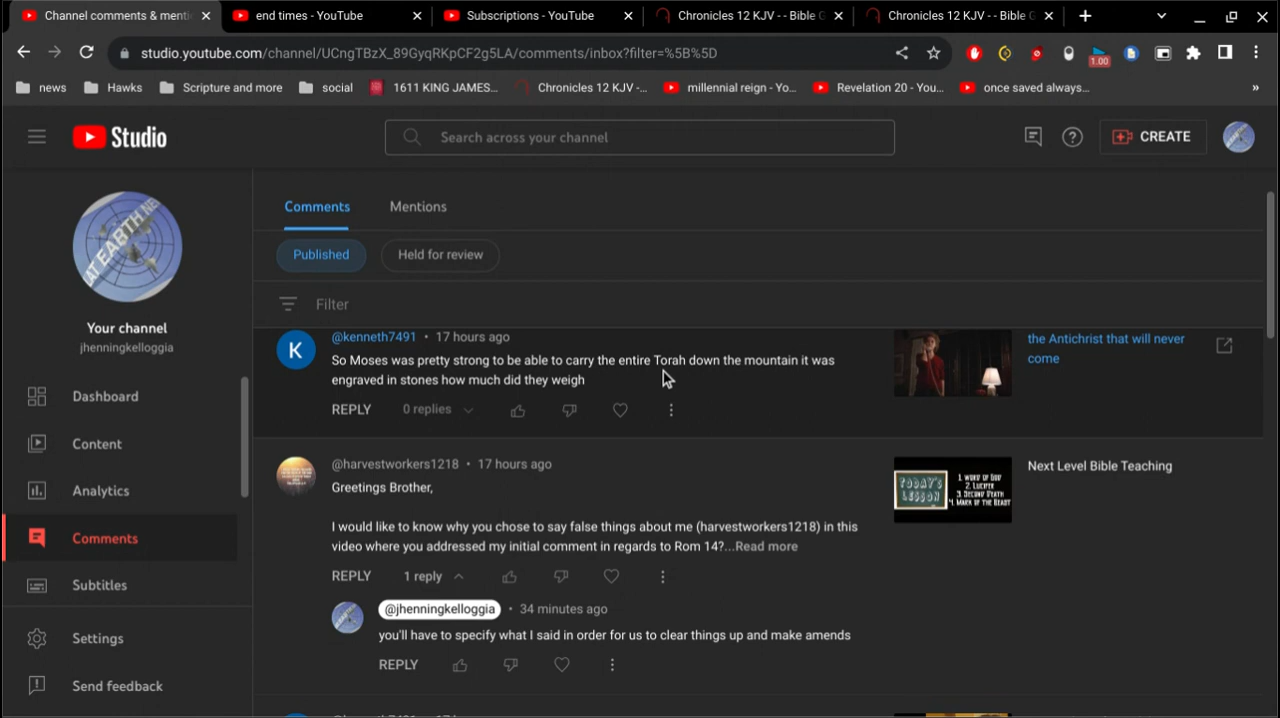 Channel comments & menti
end times - YouTube
Subscriptions - YouTube
Chronicles 12 KJV - - Bible G
Chronicles 12 KJV - - Bible G
studio.youtube.com/channel/UCngTBzX_89GyqRKpCF2g5LA/comments/inbox?filter=%5B%5D
1.00
news
Hawks
Scripture and more
social
1611 KING JAMES...
Chronicles 12 KJV -...
millennial reign - Yo...
Revelation 20 - You...
once saved always...
»
Studio
Search across your channel
CREATE
AT EARTH NE
Your channel
jhenningkelloggia
Dashboard
Content
Analytics
Comments
Subtitles
Settings
Send feedback
Comments
Mentions
Published
Held for review
Filter
K
@kenneth7491 • 17 hours ago
So Moses was pretty strong to be able to carry the entire Torah down the mountain it was
engraved in stones how much did they weigh
REPLY
0 replies
the Antichrist that will never
come
@harvestworkers1218 • 17 hours ago
Greetings Brother,
I would like to know why you chose to say false things about me (harvestworkers1218) in this
video where you addressed my initial comment in regards to Rom 14?...Read more
REPLY
1 reply
TODAY'S
LESSON
1. WORD OF GOD
2. LUCIFER
3. SECOND DEATH
4. MARK OF THE BEAST
Next Level Bible Teaching
@jhenningkelloggia • 34 minutes ago
you'll have to specify what I said in order for us to clear things up and make amends
REPLY